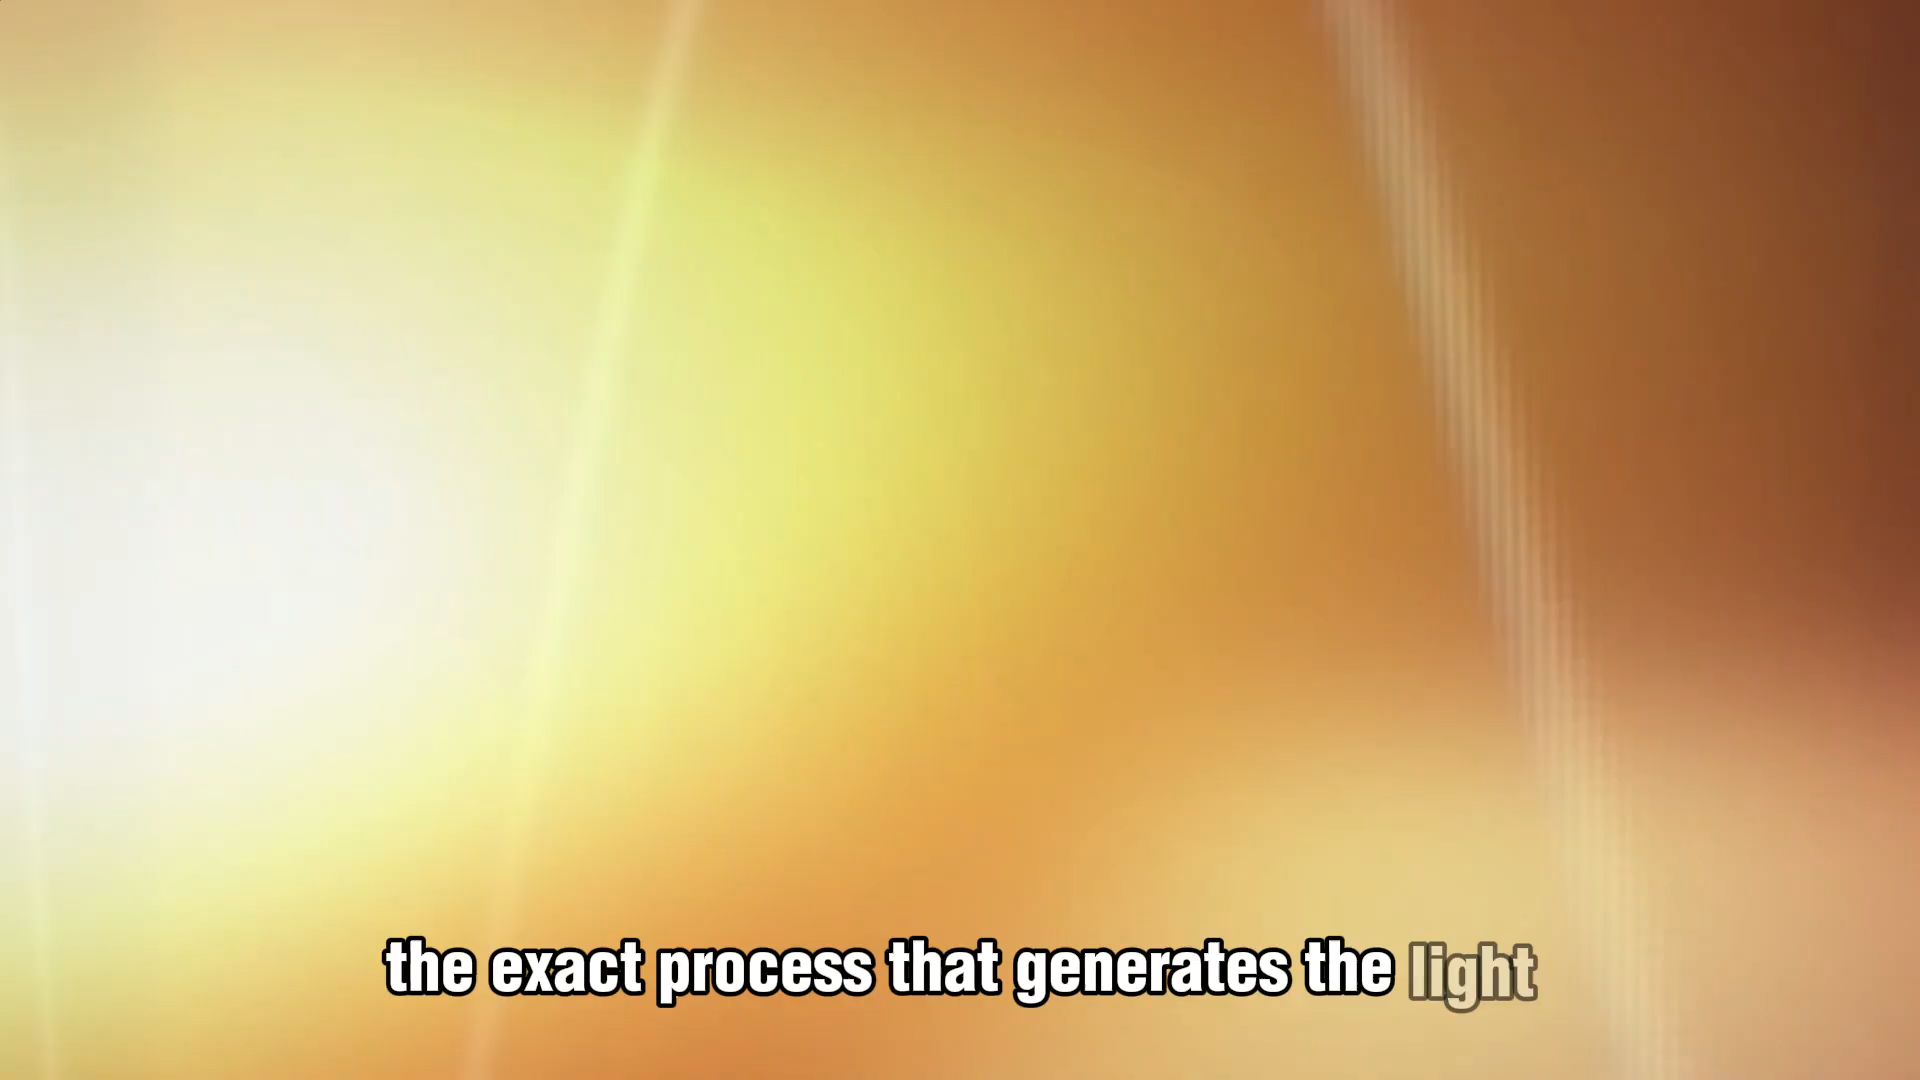 the exact process that generates the light